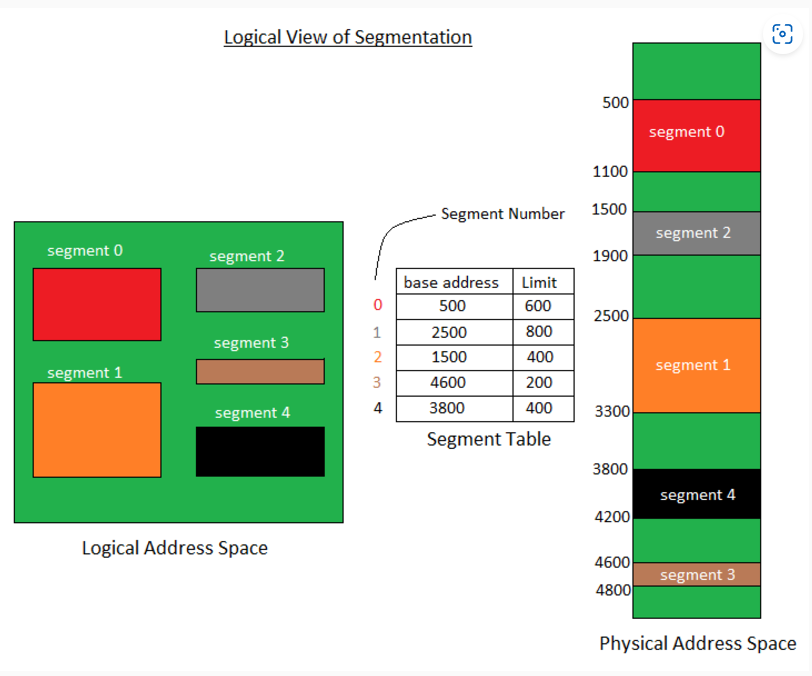 Logical View of Segmentation
segment 0
segment 2
segment 3
segment 1
segment 4
Logical Address Space
Segment Number
base address Limit
0 500 600
1 2500 800
2 1500 400
3 4600 200
4 3800 400
Segment Table
500
segment 0
1100
1500
segment 2
1900
2500
segment 1
3300
3800
segment 4
4200
4600
segment 3
4800
Physical Address Space